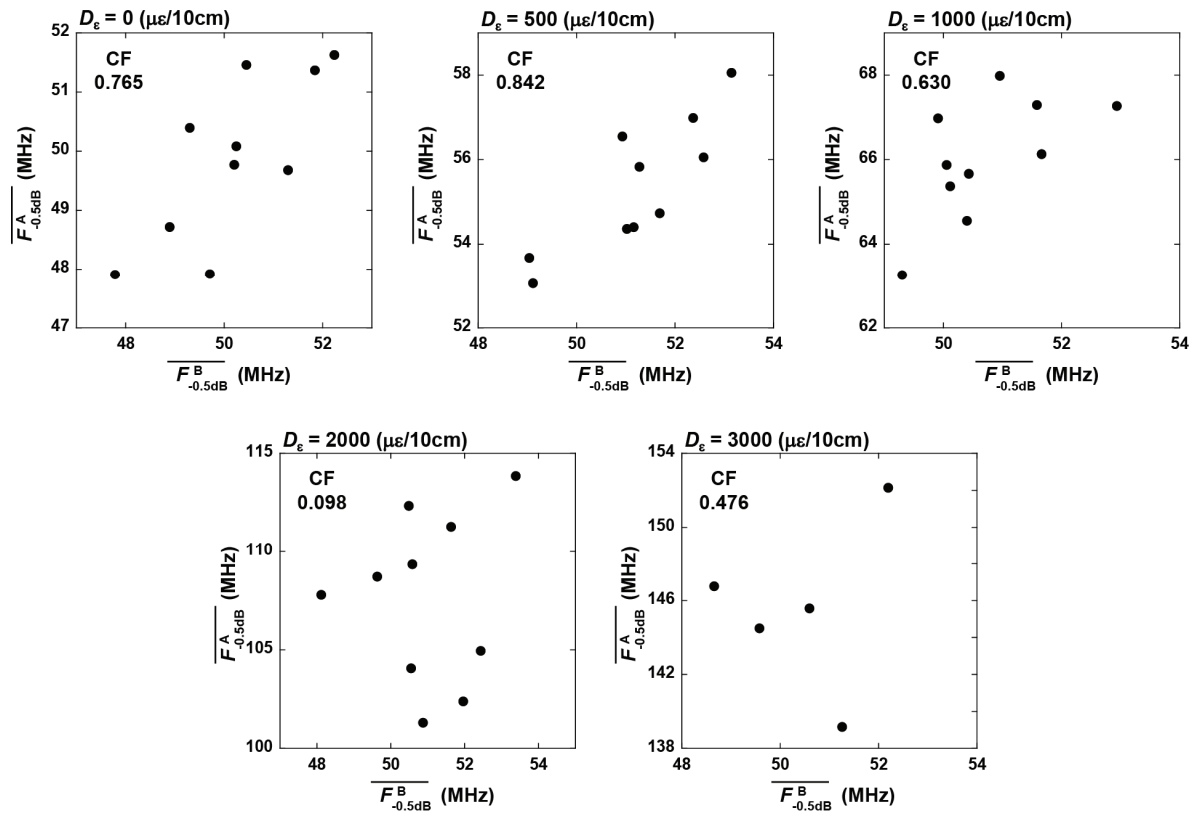 Dε = 0 (με/10cm)
CF
0.765
52
51
50
49
48
47
48
50
52
F A -0.5dB (MHz)
F B -0.5dB (MHz)
Dε = 500 (με/10cm)
CF
0.842
58
56
54
52
50
52
54
F A -0.5dB (MHz)
F B -0.5dB (MHz)
Dε = 1000 (με/10cm)
CF
0.630
68
66
64
62
50
52
54
F A -0.5dB (MHz)
F B -0.5dB (MHz)
Dε = 2000 (με/10cm)
CF
0.098
115
110
105
100
48
50
52
54
F A -0.5dB (MHz)
F B -0.5dB (MHz)
Dε = 3000 (με/10cm)
CF
0.476
154
150
146
142
138
48
50
52
54
F A -0.5dB (MHz)
F B -0.5dB (MHz)